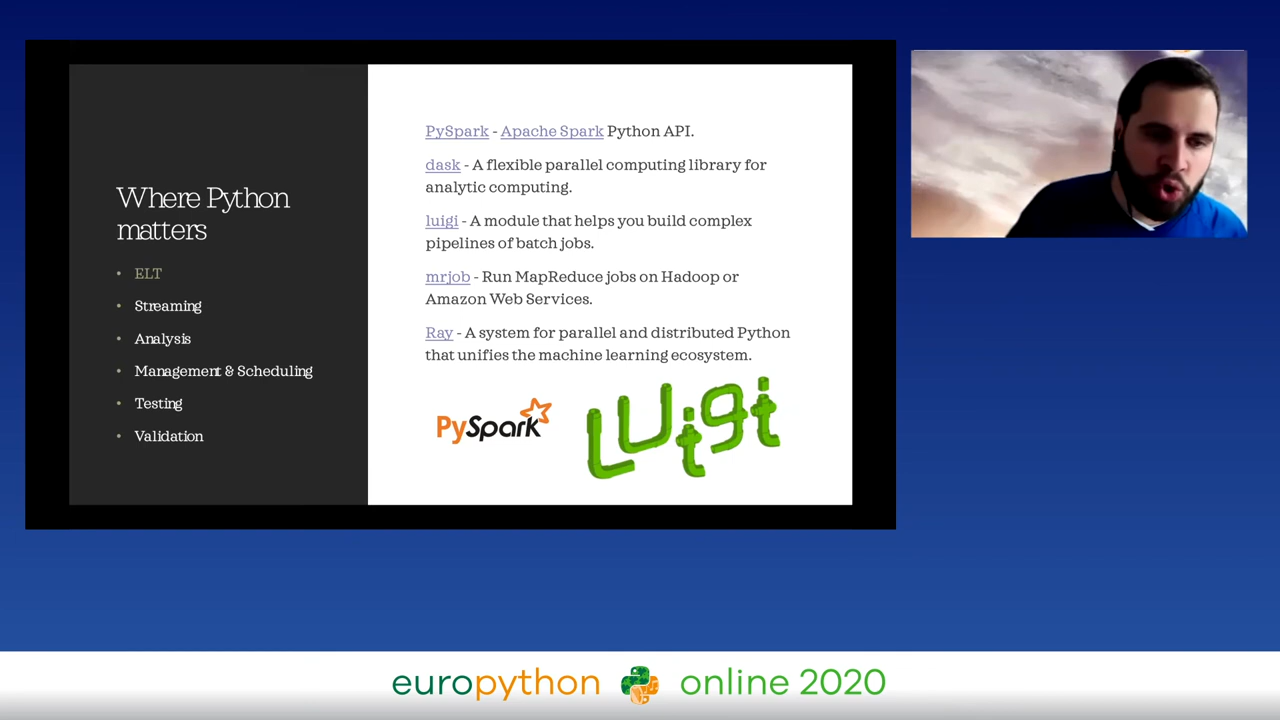 Where Python
matters
• ELT
• Streaming
• Analysis
• Management & Scheduling
• Testing
• Validation
PySpark - Apache Spark Python API.
dask - A flexible parallel computing library for
analytic computing.
luigi - A module that helps you build complex
pipelines of batch jobs.
mrjob - Run MapReduce jobs on Hadoop or
Amazon Web Services.
Ray - A system for parallel and distributed Python
that unifies the machine learning ecosystem.
PySpark
Luigi
europython online 2020